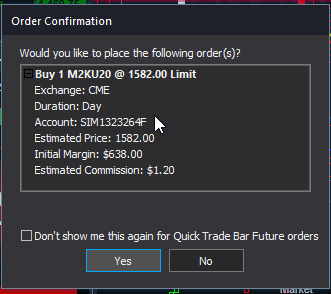 Order Confirmation
Would you like to place the following order(s)?
Buy 1 M2KU20 @ 1582.00 Limit
Exchange: CME
Duration: Day
Account: SIM1323264F
Estimated Price: 1582.00
Initial Margin: $638.00
Estimated Commission: $1.20
Don't show me this again for Quick Trade Bar Future orders
Yes No
Market